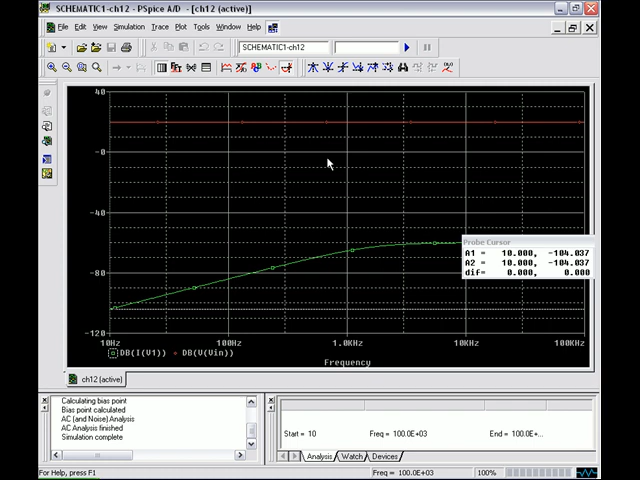 SCHEMATIC1-ch12 - PSpice A/D - [ch12 (active)]
File Edit View Simulation Trace Plot Tools Window Help
SCHEMATIC1-ch12
40
-0
-40
-80
-120
Probe Cursor
A1 = 10.000, -104.037
A2 = 10.000, -104.037
dif= 0.000, 0.000
10Hz 100Hz 1.0KHz 10KHz 100KHz
DB(I(V1)) DB(V(Vin))
Frequency
ch12 (active)
Calculating bias point
Bias point calculated
AC (and Noise) Analysis
AC Analysis finished
Simulation complete
Start = 10 Freq = 100.0E+03 End = 100.0E+...
Analysis Watch Devices
For Help, press F1 Freq = 100.0E+03 100%